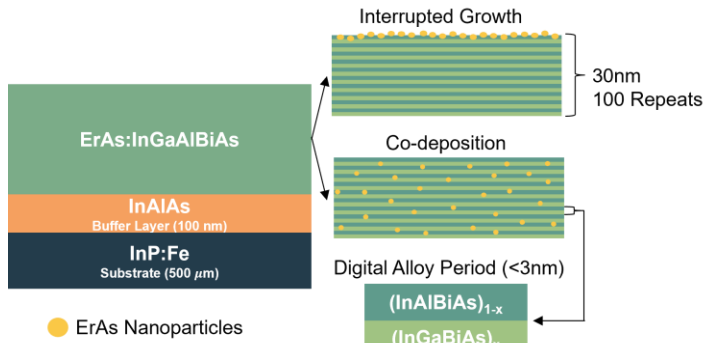 Interrupted Growth
30nm
100 Repeats
ErAs:InGaAlBiAs
Co-deposition
InAlAs
Buffer Layer (100 nm)
InP:Fe
Substrate (500 μm)
Digital Alloy Period (<3nm)
(InAlBiAs)1-x
(InGaBiAs)
ErAs Nanoparticles